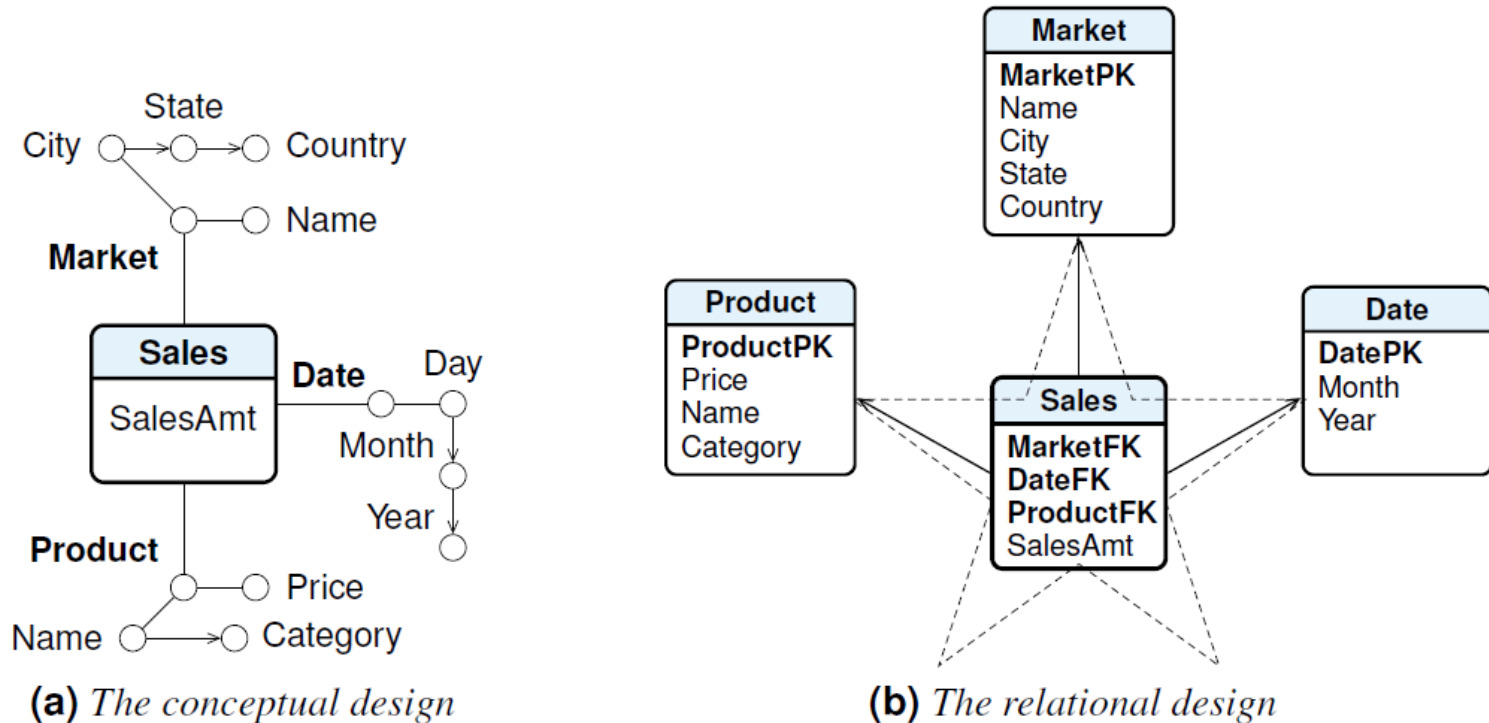 State
City
Country
Name
Market
Sales
SalesAmt
Date
Day
Month
Year
Product
Price
Name
Category
(a) The conceptual design
Market
MarketPK
Name
City
State
Country
Product
ProductPK
Price
Name
Category
Sales
MarketFK
DateFK
ProductFK
SalesAmt
Date
DatePK
Month
Year
(b) The relational design